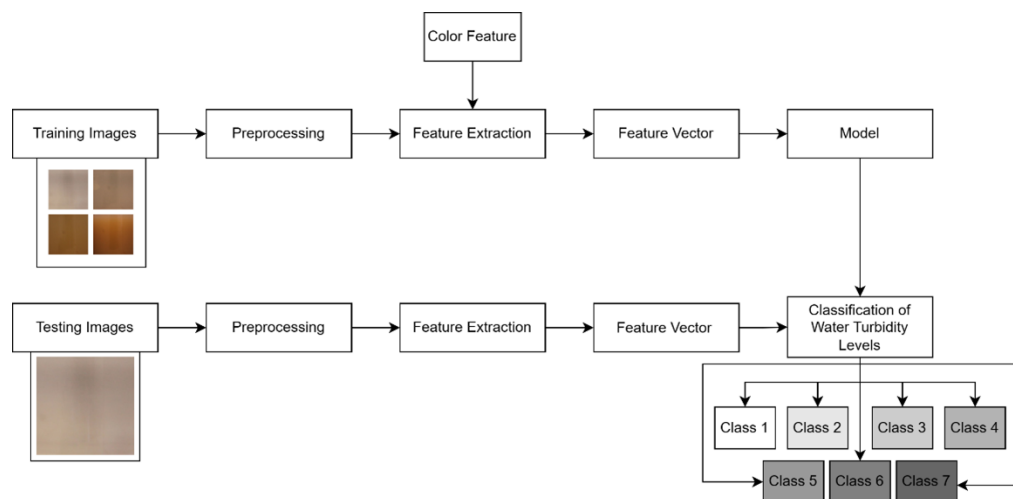 Color Feature
Training Images
Preprocessing
Feature Extraction
Feature Vector
Model
Testing Images
Preprocessing
Feature Extraction
Feature Vector
Classification of
Water Turbidity
Levels
Class 1
Class 2
Class 3
Class 4
Class 5
Class 6
Class 7